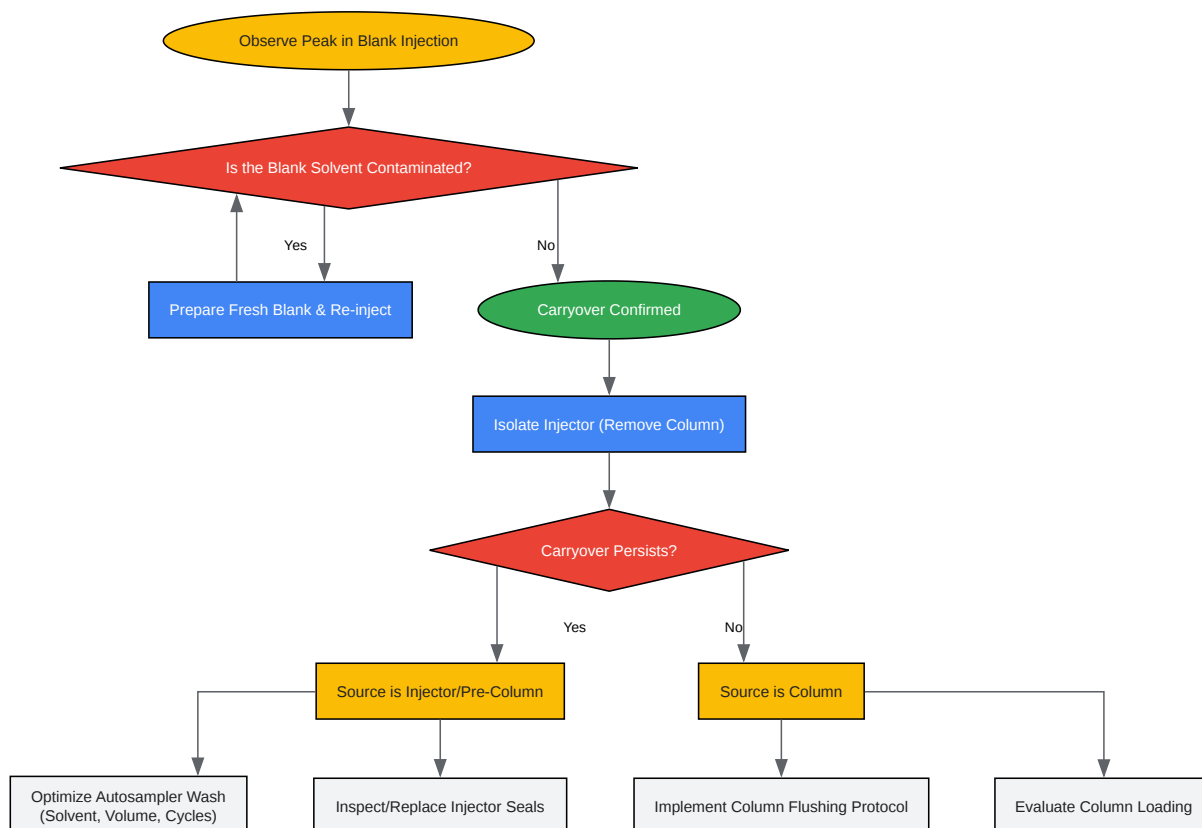 Observe Peak in Blank Injection
Is the Blank Solvent Contaminated?
Yes
No
Prepare Fresh Blank & Re-inject
Carryover Confirmed
Isolate Injector (Remove Column)
Carryover Persists?
Yes
No
Source is Injector/Pre-Column
Source is Column
Optimize Autosampler Wash
(Solvent, Volume, Cycles)
Inspect/Replace Injector Seals
Implement Column Flushing Protocol
Evaluate Column Loading